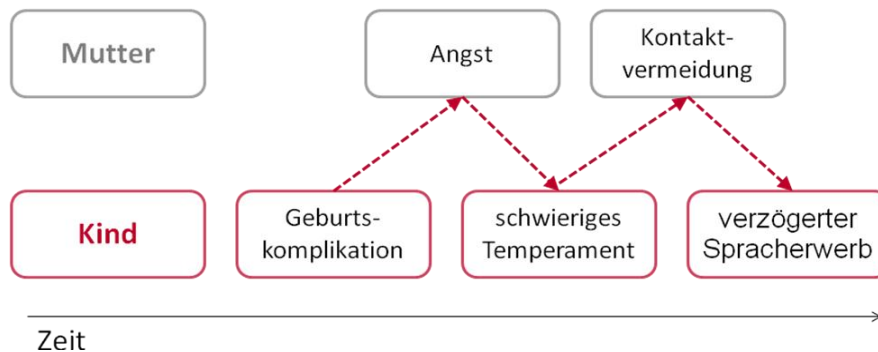 Mutter
Angst
Kontakt-
vermeidung
Kind
Geburts-
komplikation
schwieriges
Temperament
verzögerter
Spracherwerb
Zeit